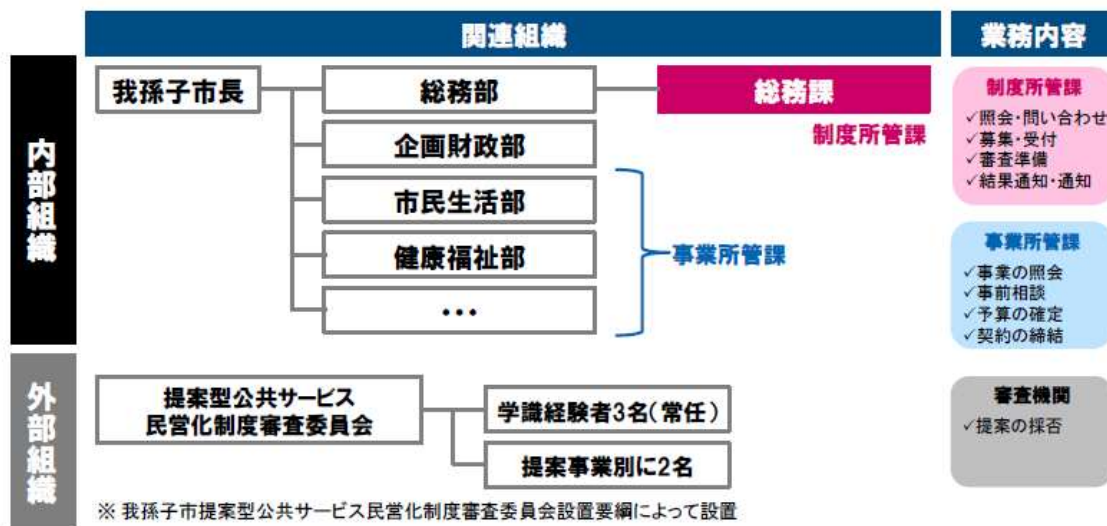 関連組織
業務内容
内部組織
我孫子市長
総務部
総務課
制度所管課
企画財政部
市民生活部
健康福祉部
・・・
事業所管課
制度所管課
✓照会・問い合わせ
✓募集・受付
✓審査準備
✓結果通知・通知
事業所管課
✓事業の照会
✓事前相談
✓予算の確定
✓契約の締結
外部組織
提案型公共サービス
民営化制度審査委員会
学識経験者3名(常任)
提案事業別に2名
審査機関
✓提案の採否
※ 我孫子市提案型公共サービス民営化制度審査委員会設置要綱によって設置